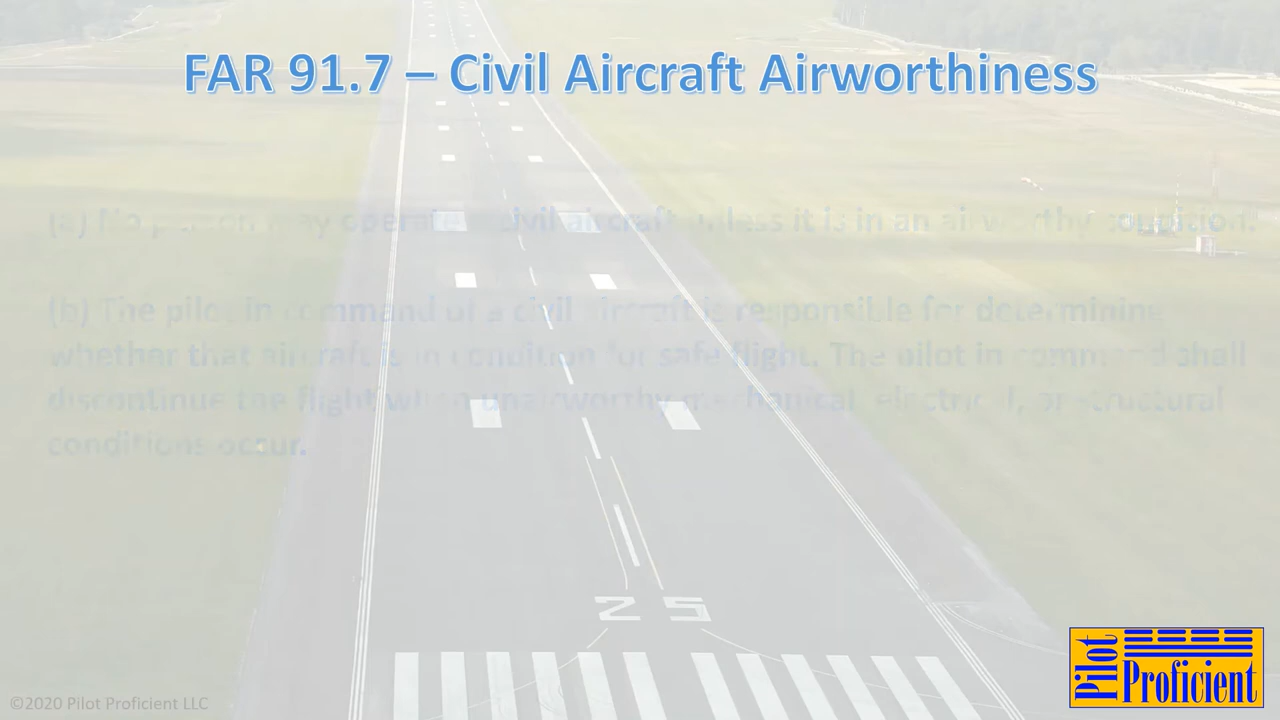 FAR 91.7 – Civil Aircraft Airworthiness
(a) No person may operate a civil aircraft unless it is in an airworthy condition.
(b) The pilot in command of a civil aircraft is responsible for determining
whether that aircraft is in condition for safe flight. The pilot in command shall
discontinue the flight when unairworthy mechanical, electrical, or structural
conditions occur.
25
Pilot
Proficient
©2020 Pilot Proficient LLC